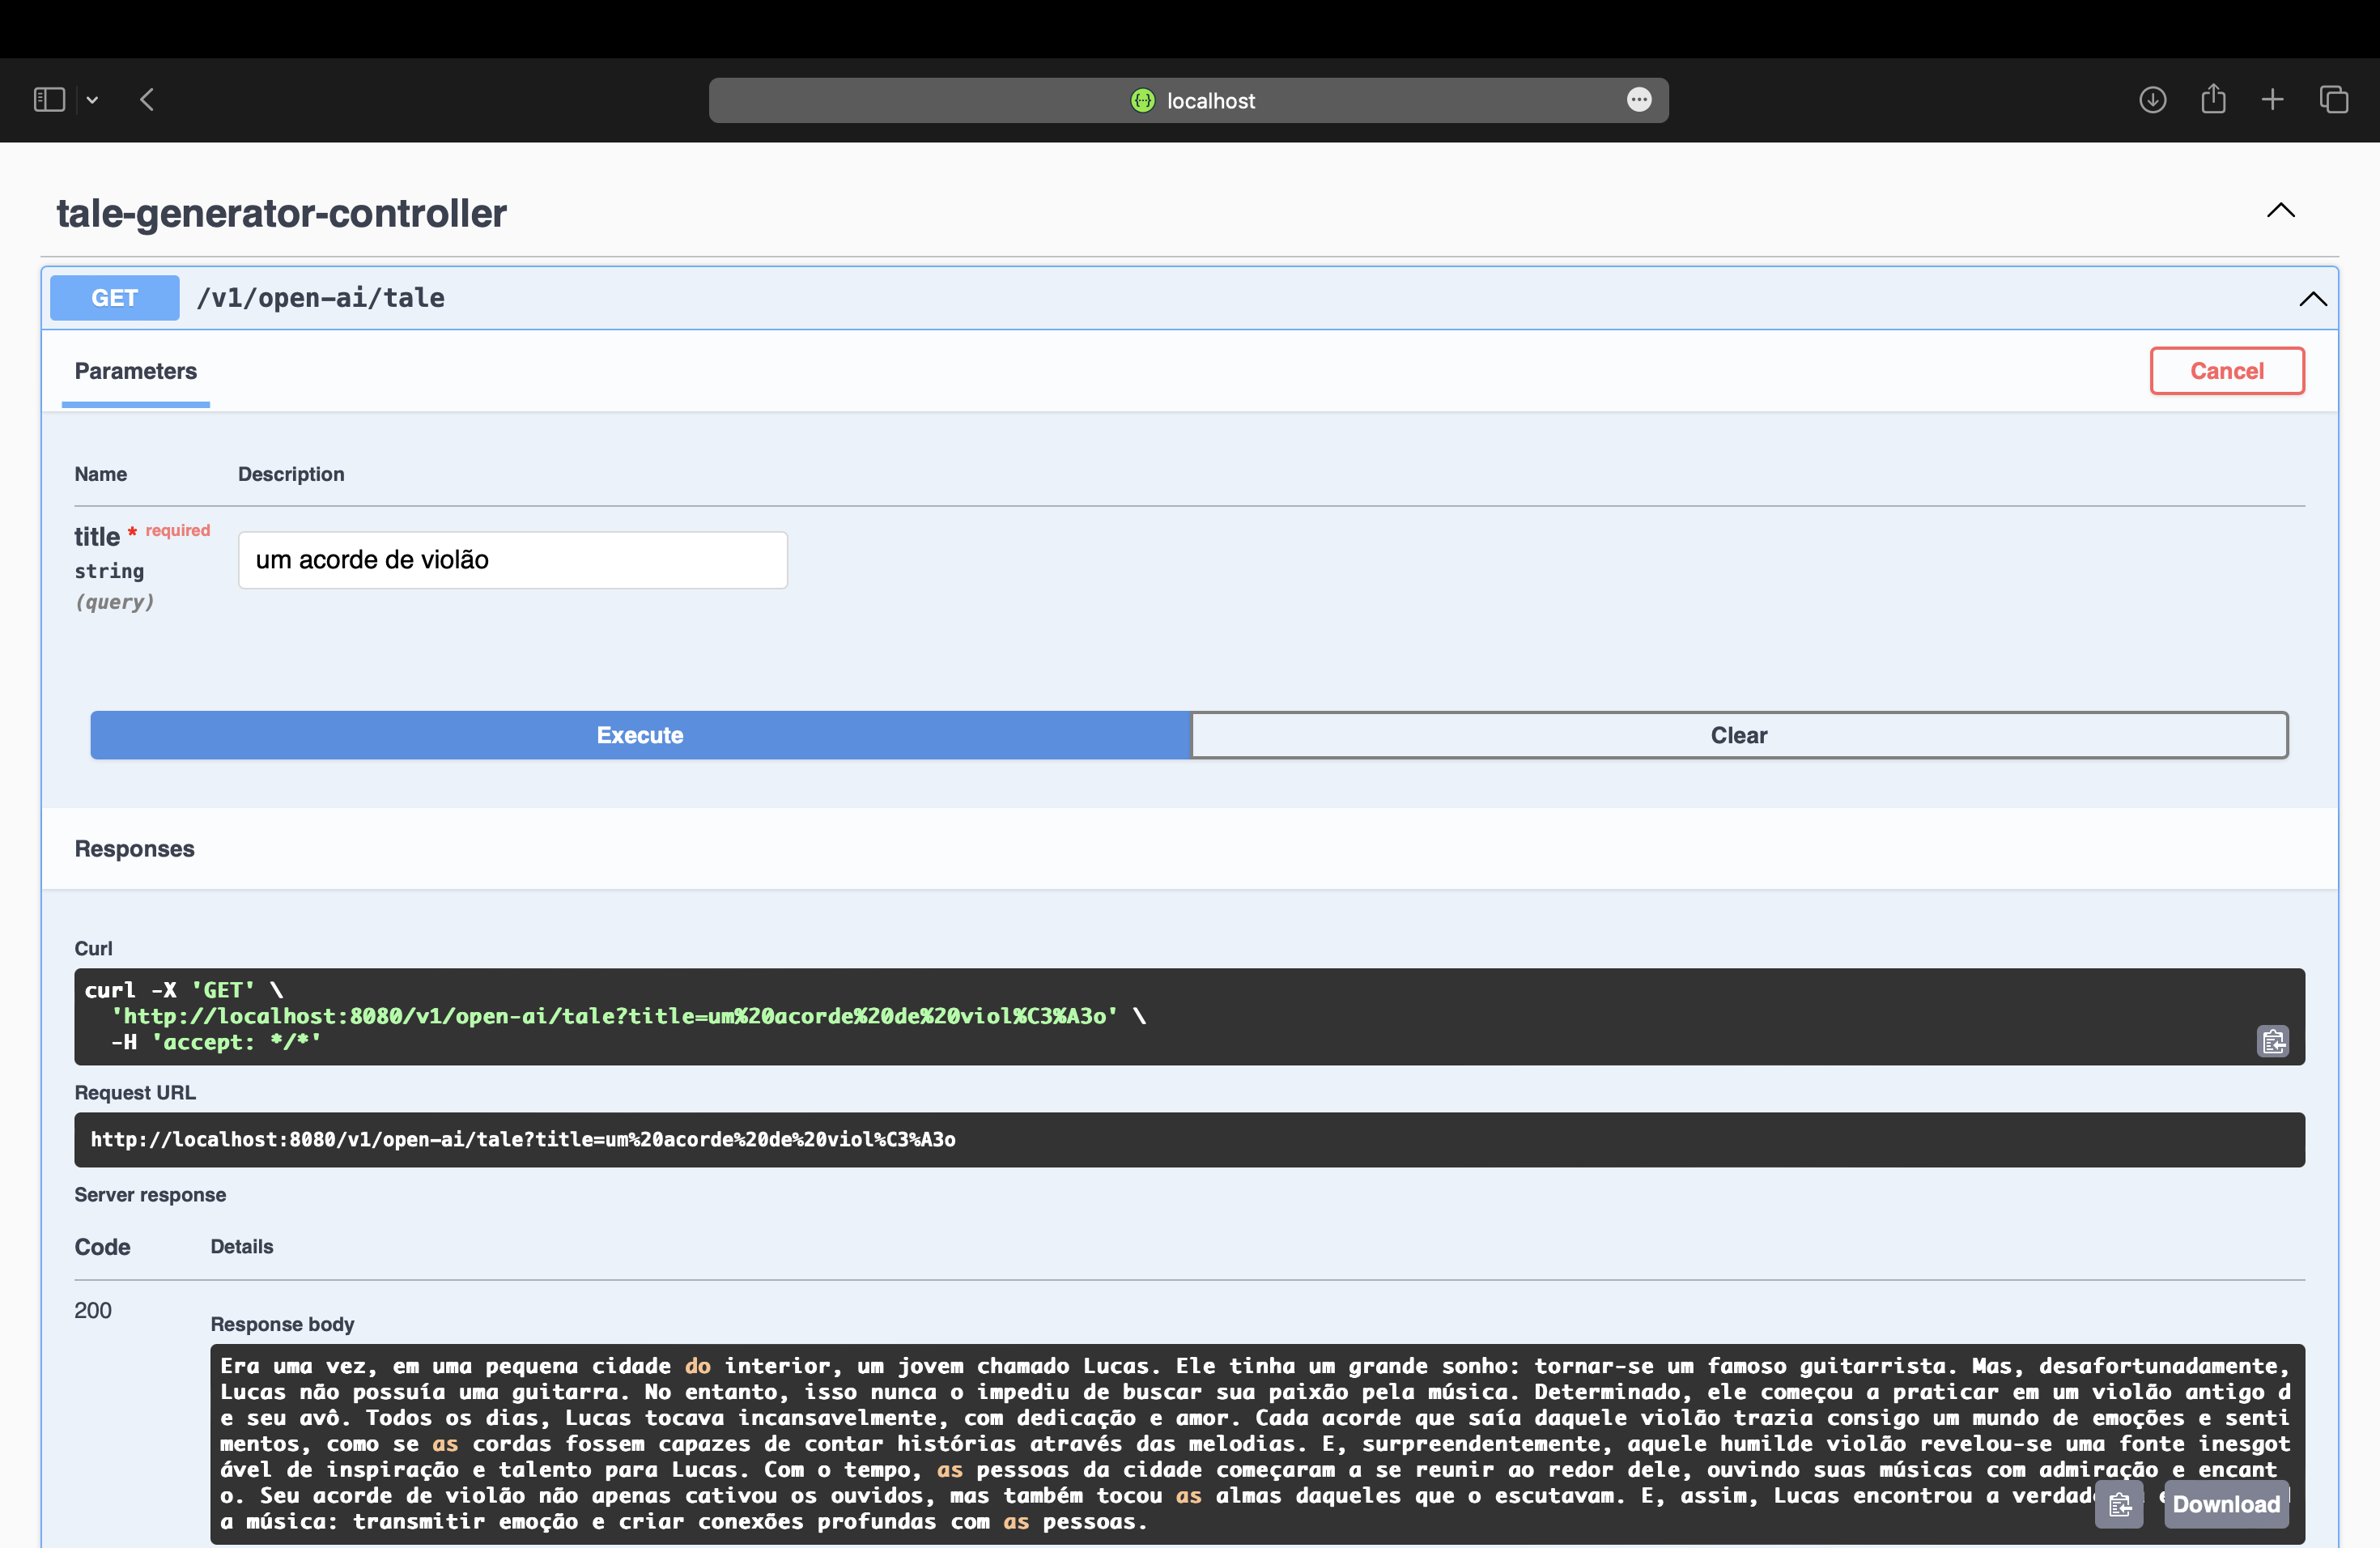 localhost
tale-generator-controller
GET /v1/open-ai/tale
Parameters
Cancel
Name Description
title * required
string
(query)
um acorde de violão
Execute Clear
Responses
Curl
curl -X 'GET' \
'http://localhost:8080/v1/open-ai/tale?title=um%20acorde%20de%20viol%C3%A3o' \
-H 'accept: */*'
Request URL
http://localhost:8080/v1/open-ai/tale?title=um%20acorde%20de%20viol%C3%A3o
Server response
Code Details
200
Response body
Era uma vez, em uma pequena cidade do interior, um jovem chamado Lucas. Ele tinha um grande sonho: tornar-se um famoso guitarrista. Mas, desafortunadamente,
Lucas não possuía uma guitarra. No entanto, isso nunca o impediu de buscar sua paixão pela música. Determinado, ele começou a praticar em um violão antigo d
e seu avô. Todos os dias, Lucas tocava incansavelmente, com dedicação e amor. Cada acorde que saía daquele violão trazia consigo um mundo de emoções e senti
mentos, como se as cordas fossem capazes de contar histórias através das melodias. E, surpreendentemente, aquele humilde violão revelou-se uma fonte inesgot
ável de inspiração e talento para Lucas. Com o tempo, as pessoas da cidade começaram a se reunir ao redor dele, ouvindo suas músicas com admiração e encant
o. Seu acorde de violão não apenas cativou os ouvidos, mas também tocou as almas daqueles que o escutavam. E, assim, Lucas encontrou a
a música: transmitir emoção e criar conexões profundas com as pessoas.
Download